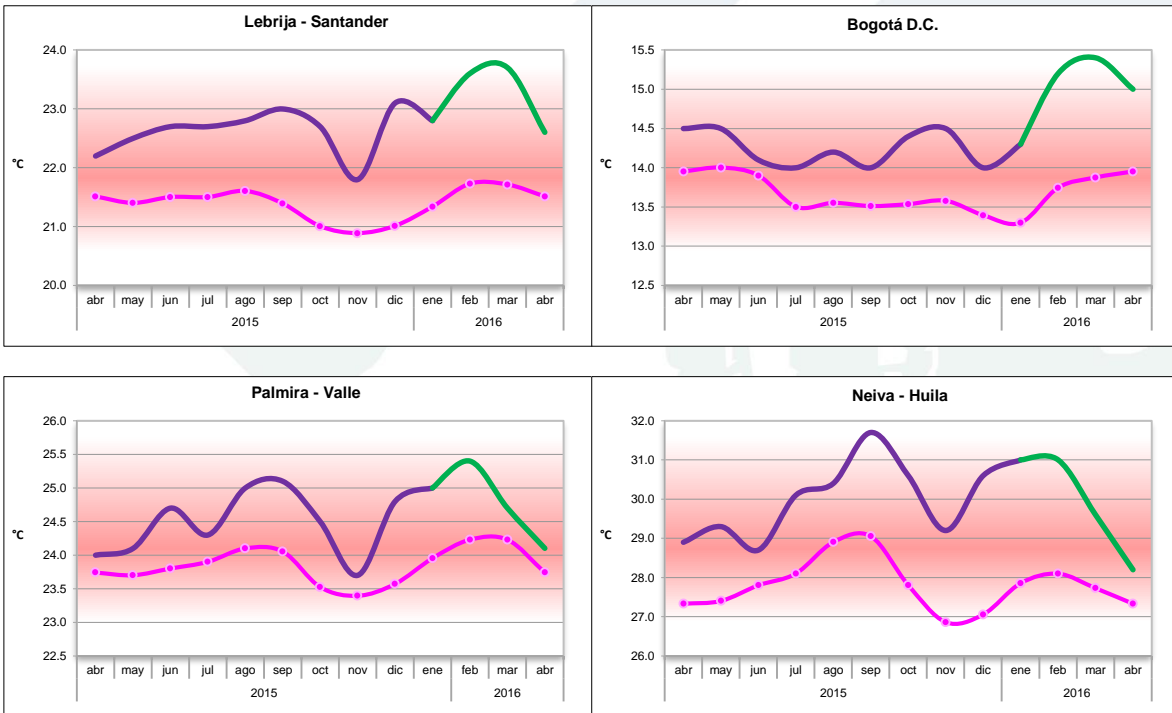 Lebrija - Santander
24.0
23.0
22.0
21.0
20.0
°C
abr may jun jul ago sep oct nov dic ene feb mar abr
2015 2016
Bogotá D.C.
15.5
15.0
14.5
14.0
13.5
13.0
12.5
°C
abr may jun jul ago sep oct nov dic ene feb mar abr
2015 2016
Palmira - Valle
26.0
25.5
25.0
24.5
24.0
23.5
23.0
22.5
°C
abr may jun jul ago sep oct nov dic ene feb mar abr
2015 2016
Neiva - Huila
32.0
31.0
30.0
29.0
28.0
27.0
26.0
°C
abr may jun jul ago sep oct nov dic ene feb mar abr
2015 2016